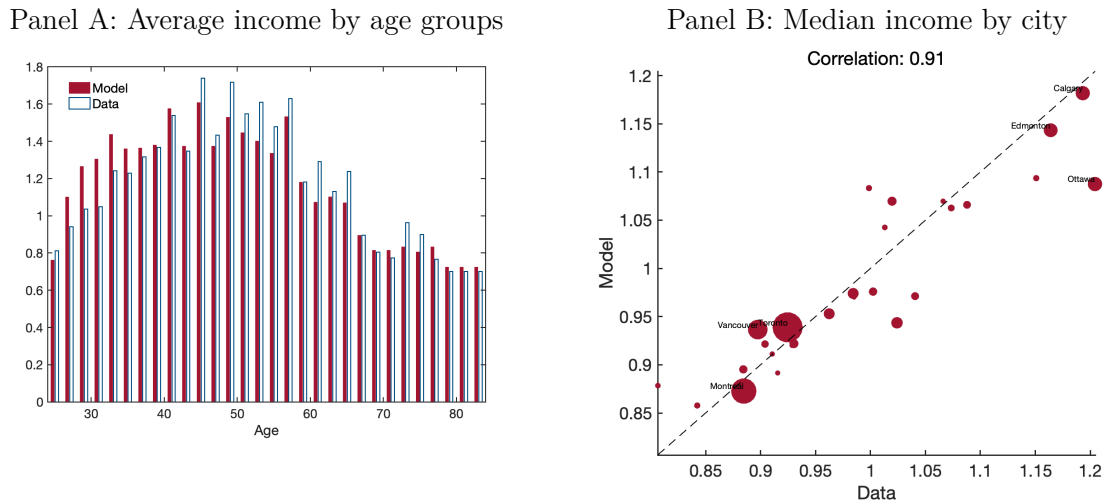 Panel A: Average income by age groups
1.8
1.6
1.4
1.2
1
0.8
0.6
0.4
0.2
0
Model
Data
30
40
50
60
70
80
Age
Panel B: Median income by city
Correlation: 0.91
1.2
1.15
1.1
1.05
1
0.95
0.9
0.85
Model
Calgary
Edmonton
Ottawa
Vancouver
Toronto
Montreal
0.85
0.9
0.95
1
1.05
1.1
1.15
1.2
Data